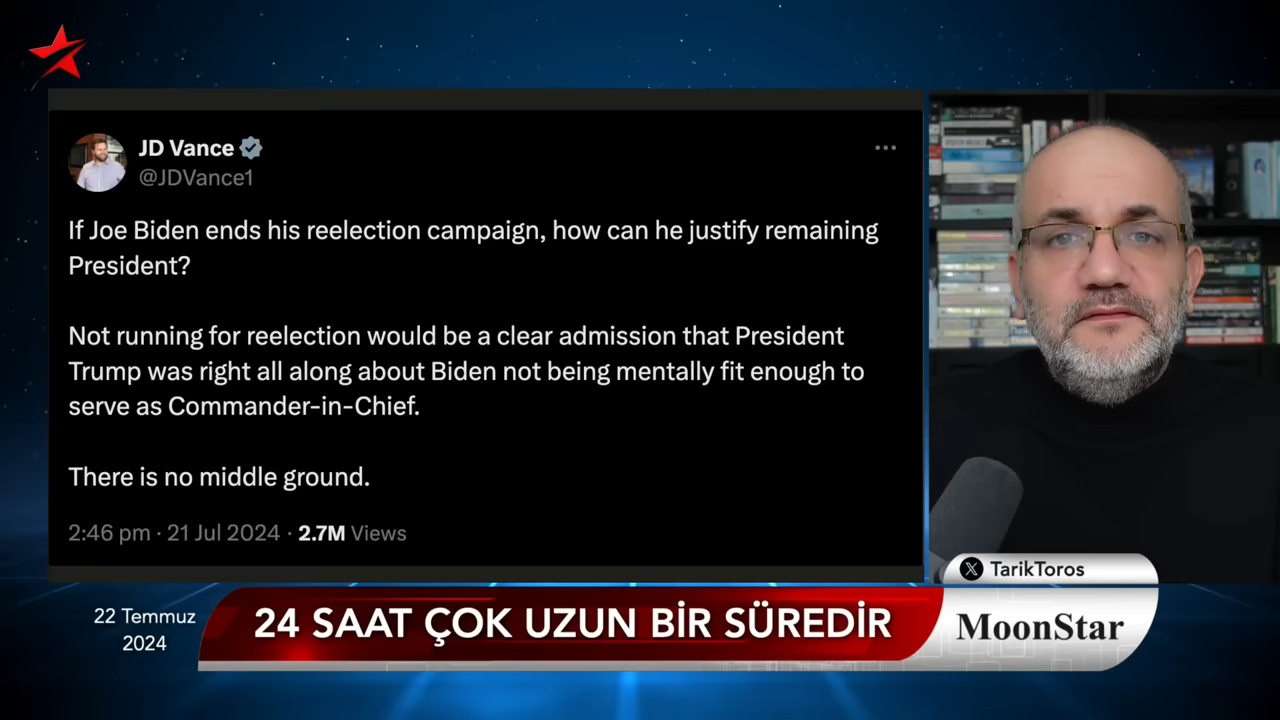 JD Vance
@JDVance1
If Joe Biden ends his reelection campaign, how can he justify remaining
President?
Not running for reelection would be a clear admission that President
Trump was right all along about Biden not being mentally fit enough to
serve as Commander-in-Chief.
There is no middle ground.
2:46 pm · 21 Jul 2024 · 2.7M Views
TarikToros
22 Temmuz
2024
24 SAAT ÇOK UZUN BİR SÜREDİR
MoonStar